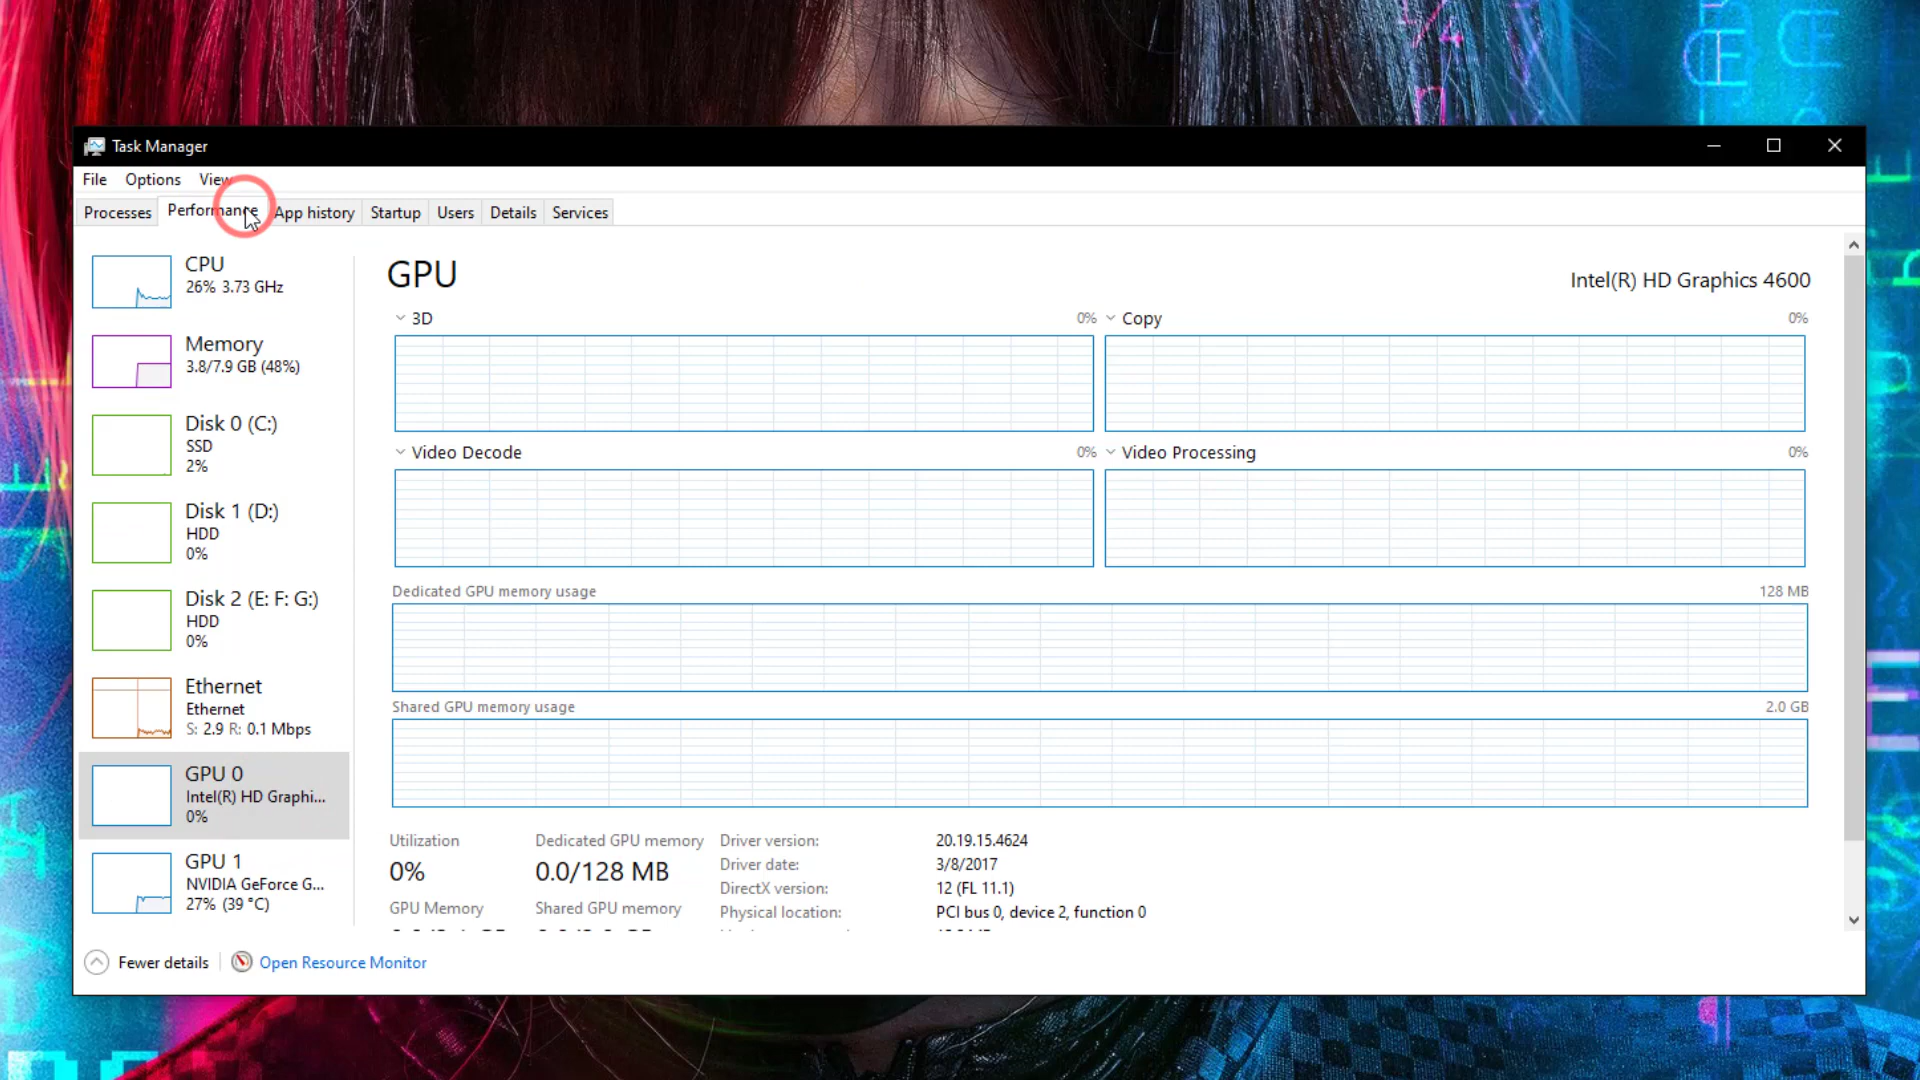 Task Manager
File Options View
Processes Performance App history Startup Users Details Services
CPU
26% 3.73 GHz
Memory
3.8/7.9 GB (48%)
Disk 0 (C:)
SSD
2%
Disk 1 (D:)
HDD
0%
Disk 2 (E: F: G:)
HDD
0%
Ethernet
Ethernet
S: 2.9 R: 0.1 Mbps
GPU 0
Intel(R) HD Graphi...
0%
GPU 1
NVIDIA GeForce G...
27% (39 °C)
GPU
Intel(R) HD Graphics 4600
3D 0%
Copy 0%
Video Decode 0%
Video Processing 0%
Dedicated GPU memory usage 128 MB
Shared GPU memory usage 2.0 GB
Utilization
0%
Dedicated GPU memory
0.0/128 MB
GPU Memory
Shared GPU memory
Driver version: 20.19.15.4624
Driver date: 3/8/2017
DirectX version: 12 (FL 11.1)
Physical location: PCI bus 0, device 2, function 0
Fewer details
Open Resource Monitor